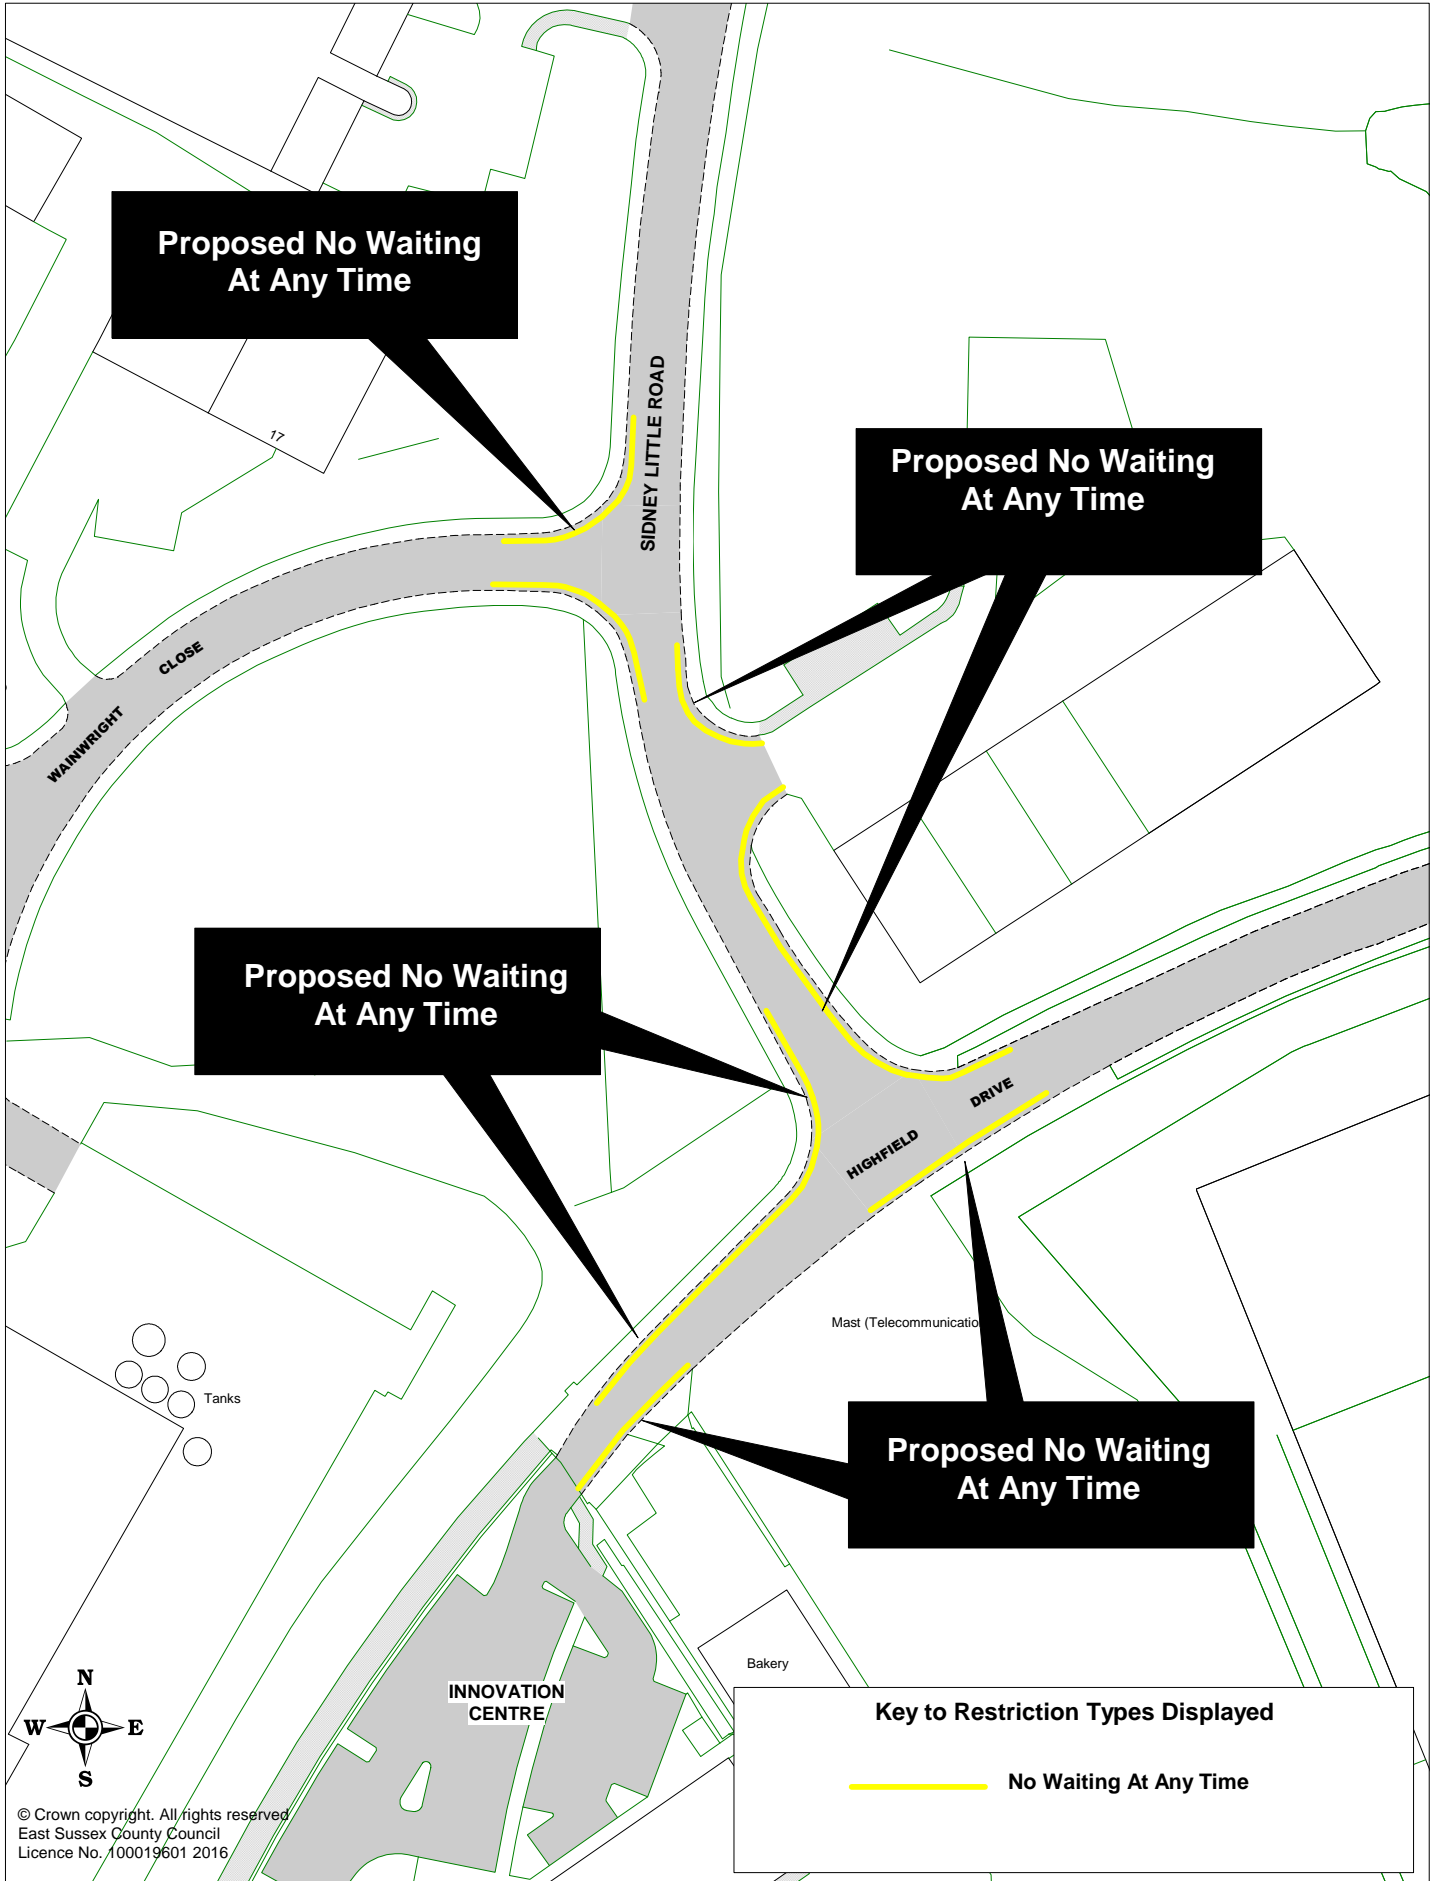 Proposed No Waiting
At Any Time
SIDNEY LITTLE ROAD
17
Proposed No Waiting
At Any Time
WAINWRIGHT CLOSE
Proposed No Waiting
At Any Time
HIGHFIELD DRIVE
Mast (Telecommunicatio
Tanks
Proposed No Waiting
At Any Time
Bakery
INNOVATION
CENTRE
N
W E
S
Key to Restriction Types Displayed
No Waiting At Any Time
© Crown copyright. All rights reserved
East Sussex County Council
Licence No. 100019601 2016